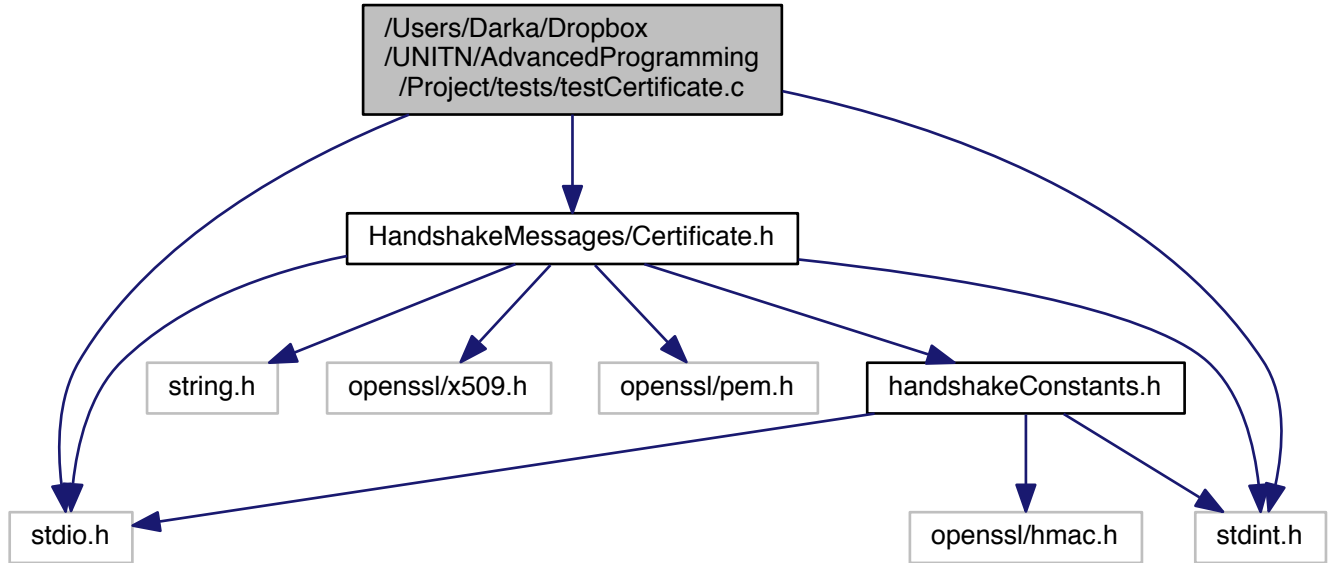 /Users/Darka/Dropbox
/UNITN/AdvancedProgramming
/Project/tests/testCertificate.c
HandshakeMessages/Certificate.h
string.h
openssl/x509.h
openssl/pem.h
handshakeConstants.h
stdio.h
openssl/hmac.h
stdint.h